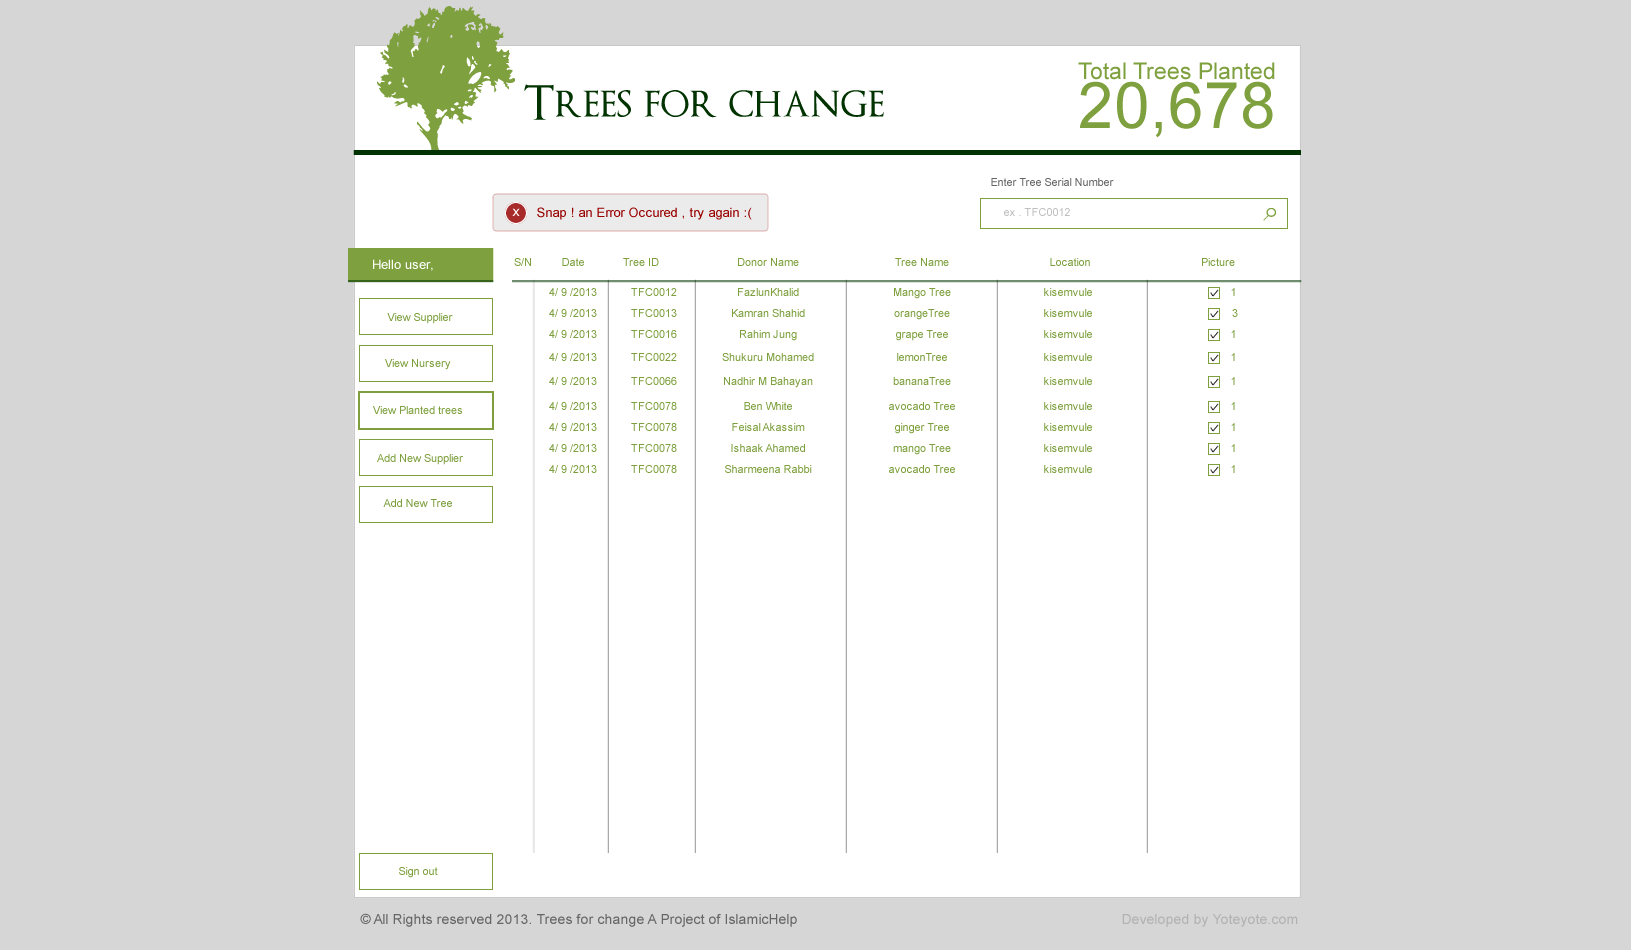 TREES FOR CHANGE
Total Trees Planted
20,678
Enter Tree Serial Number
x Snap ! an Error Occured , try again :(
ex . TFC0012
Hello user,
View Supplier
View Nursery
View Planted trees
Add New Supplier
Add New Tree
Sign out
S/N Date Tree ID Donor Name Tree Name Location Picture
4/ 9 /2013 TFC0012 FazlunKhalid Mango Tree kisemvule 1
4/ 9 /2013 TFC0013 Kamran Shahid orangeTree kisemvule 3
4/ 9 /2013 TFC0016 Rahim Jung grape Tree kisemvule 1
4/ 9 /2013 TFC0022 Shukuru Mohamed lemonTree kisemvule 1
4/ 9 /2013 TFC0066 Nadhir M Bahayan bananaTree kisemvule 1
4/ 9 /2013 TFC0078 Ben White avocado Tree kisemvule 1
4/ 9 /2013 TFC0078 Feisal Akassim ginger Tree kisemvule 1
4/ 9 /2013 TFC0078 Ishaak Ahamed mango Tree kisemvule 1
4/ 9 /2013 TFC0078 Sharmeena Rabbi avocado Tree kisemvule 1
© All Rights reserved 2013. Trees for change A Project of IslamicHelp
Developed by Yoteyote.com